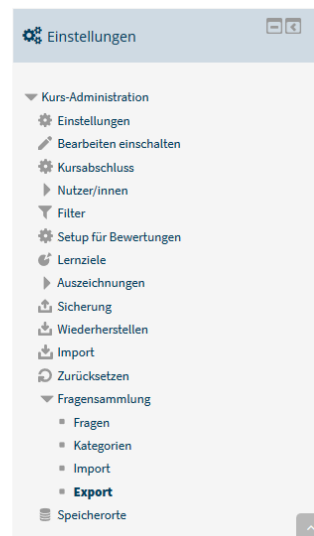 Einstellungen
Kurs-Administration
Einstellungen
Bearbeiten einschalten
Kursabschluss
Nutzer/innen
Filter
Setup für Bewertungen
Lernziele
Auszeichnungen
Sicherung
Wiederherstellen
Import
Zurücksetzen
Fragensammlung
Fragen
Kategorien
Import
Export
Speicherorte